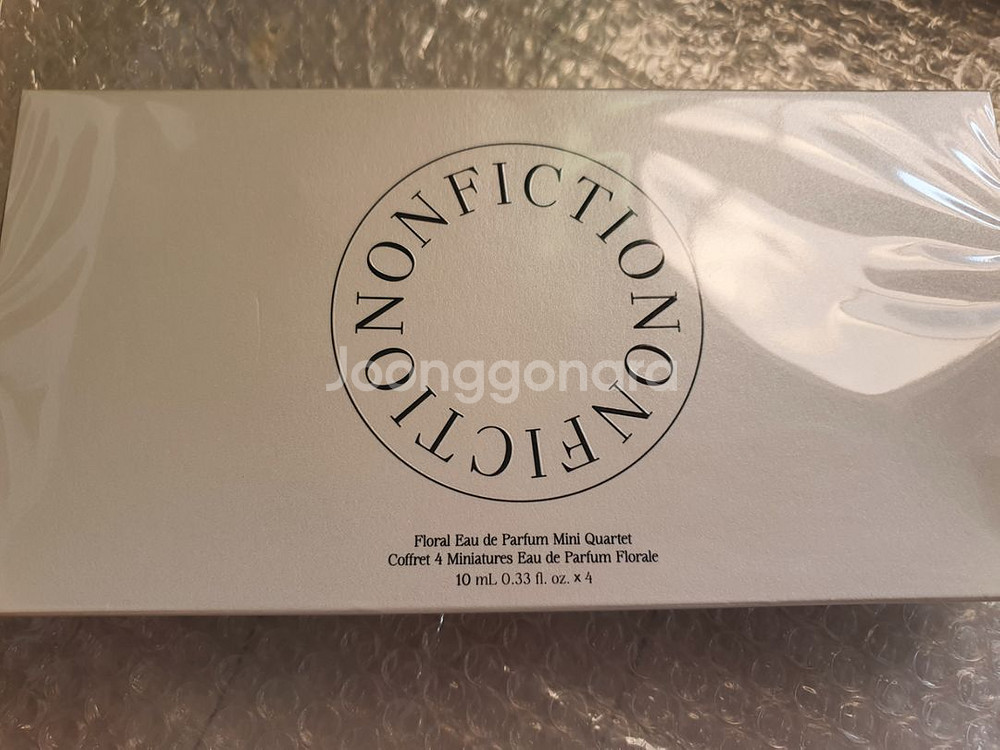 NONFICTIONONFICTIO
Joonggonara
Floral Eau de Parfum Mini Quartet
Coffret 4 Miniatures Eau de Parfum Florale
10 mL 0.33 fl. oz. x 4